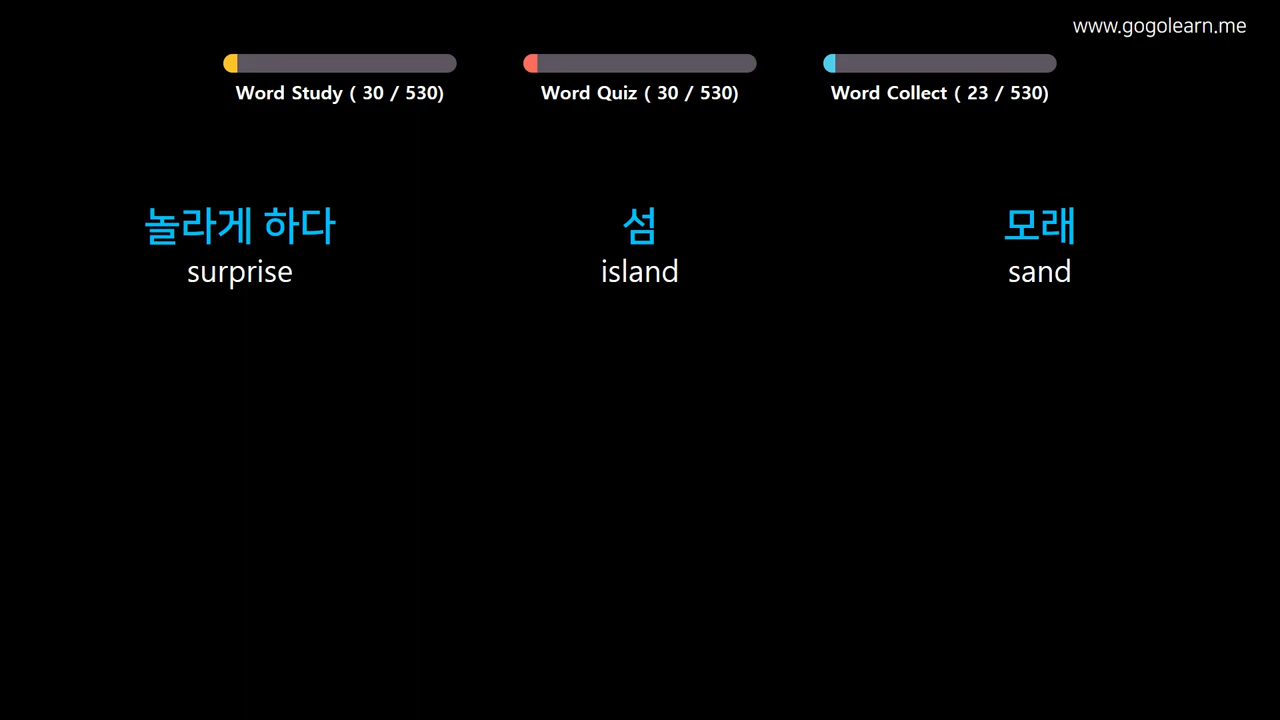 www.gogolearn.me
Word Study ( 30 / 530)
Word Quiz ( 30 / 530)
Word Collect ( 23 / 530)
놀라게 하다
surprise
섬
island
모래
sand